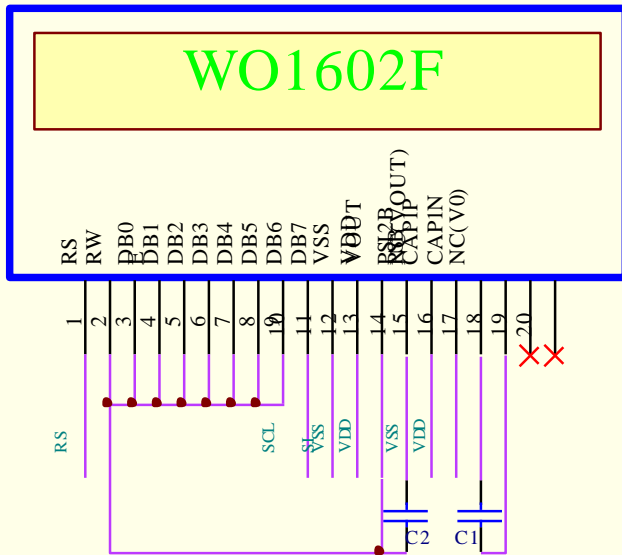 WO1602F
RS RW DB0 E DB1 DB2 DB3 DB4 DB5 DB6 DB7 VSS VDD VOUT PSI2B CAP1P CAP1N NC(V0)
1 2 3 4 5 6 7 8 9 10 11 12 13 14 15 16 17 18 19 20
RS SCL SI VSS VDD VSS VDD
C2 C1